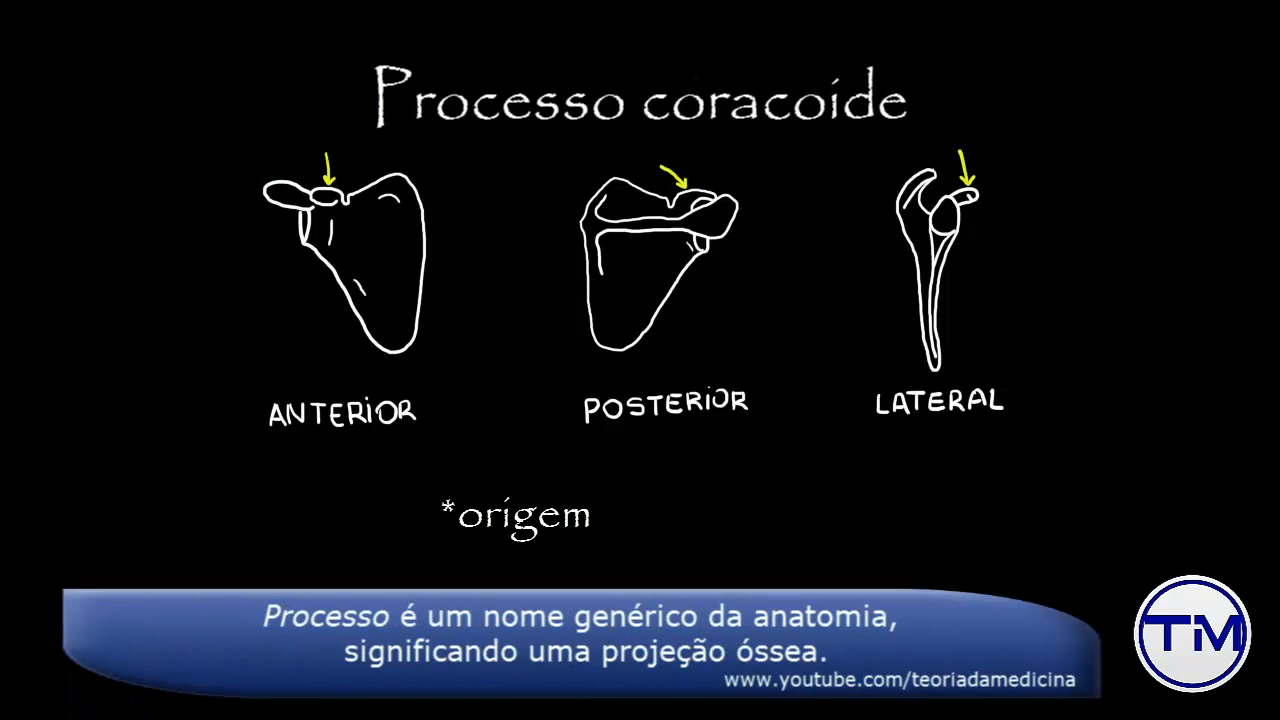 Processo coracoide
ANTERIOR
POSTERIOR
LATERAL
*origem
Processo é um nome genérico da anatomia,
significando uma projeção óssea.
www.youtube.com/teoriadamedicina
TM